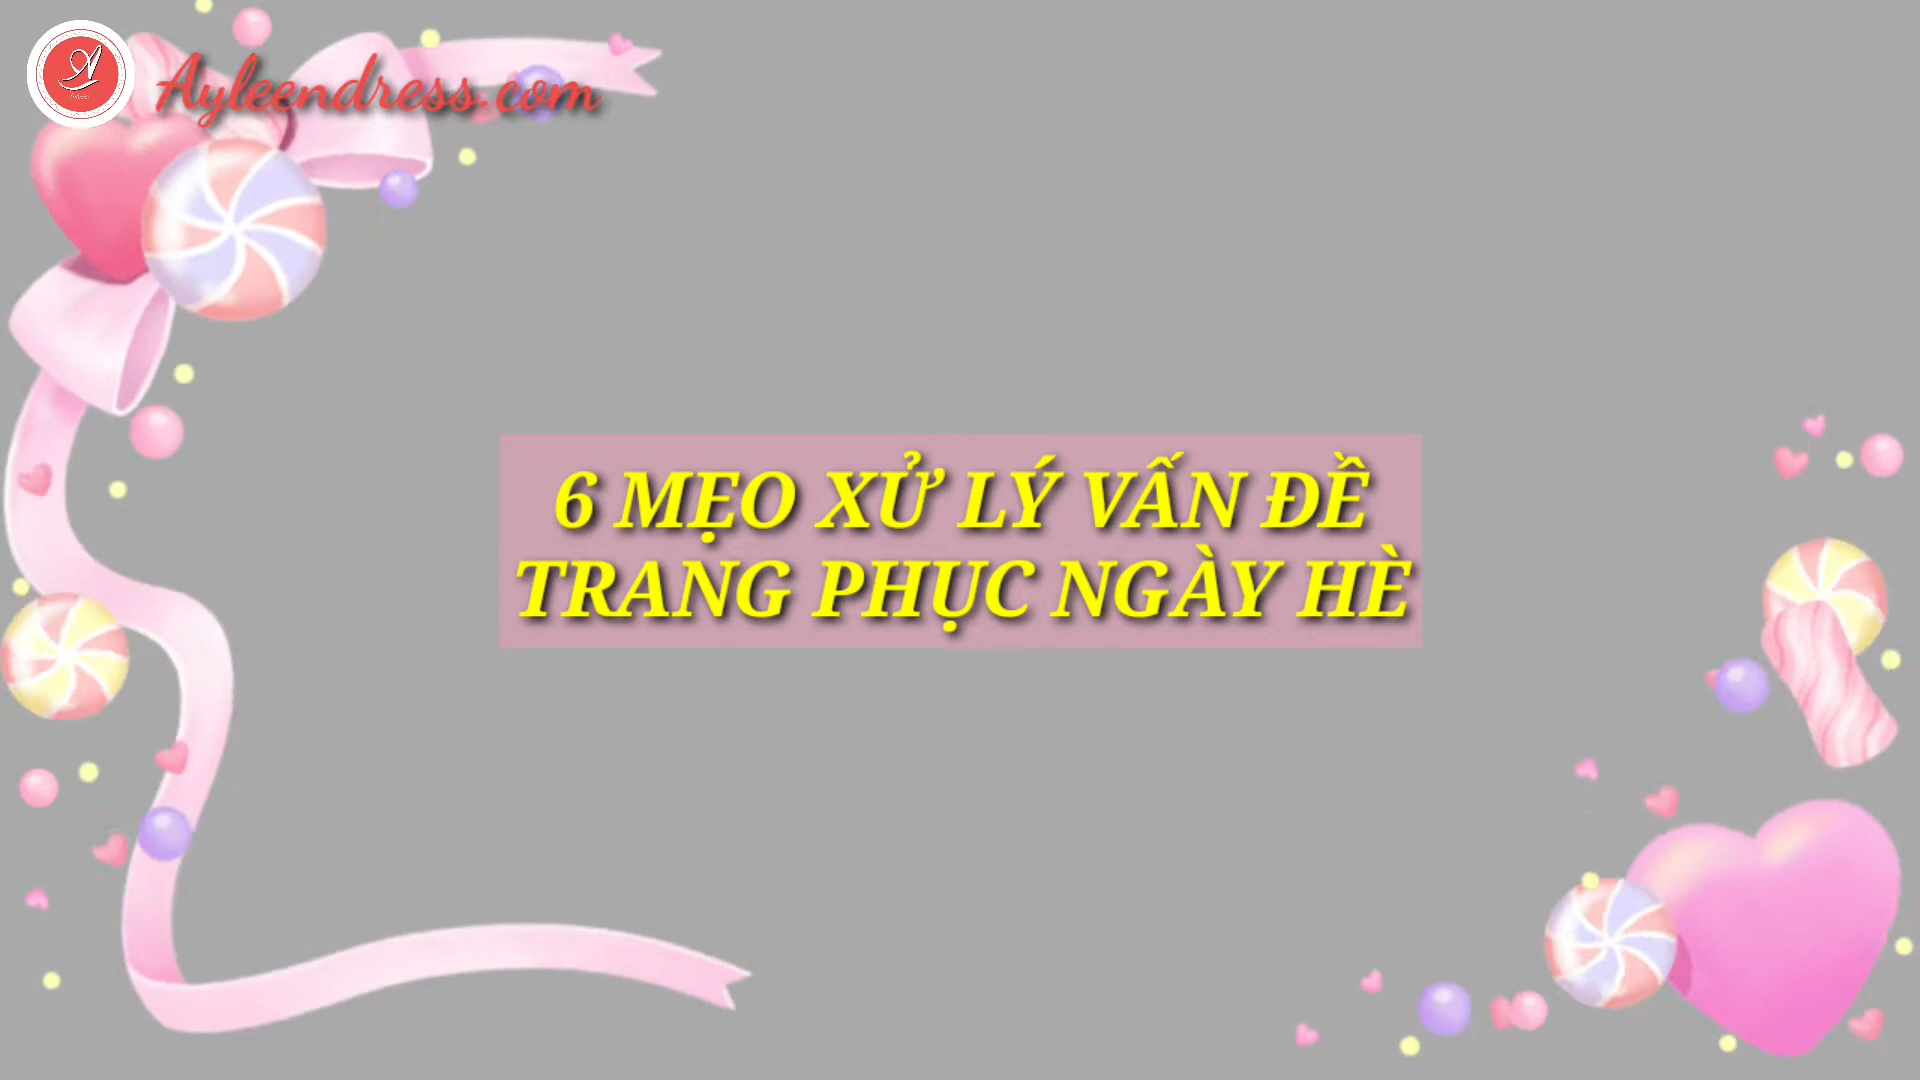 Ayleendress.com
6 MẸO XỬ LÝ VẤN ĐỀ
TRANG PHỤC NGÀY HÈ